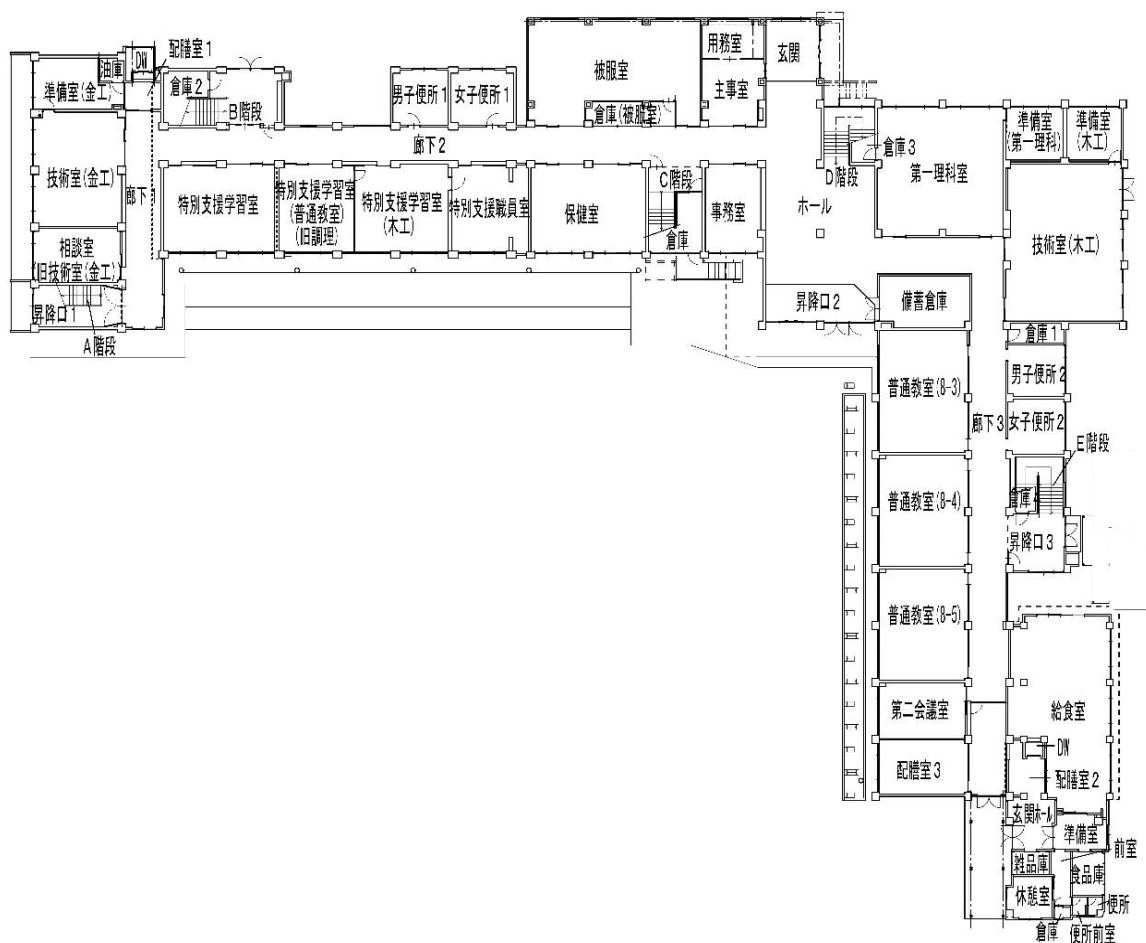 配膳室1
DW
油庫
準備室(金工)
倉庫2
B階段
男子便所1
女子便所1
被服室
倉庫(被服室)
用務室
主事室
玄関
廊下2
技術室(金工)
廊下1
相談室
(旧技術室(金工))
昇降口1
A階段
特別支援学習室
特別支援学習室
(普通教室)
(旧調理)
特別支援学習室
(木工)
特別支援職員室
保健室
C階段
倉庫
事務室
D階段
倉庫3
ホール
第一理科室
準備室
(第一理科)
準備室
(木工)
技術室(木工)
昇降口2
備蓄倉庫
倉庫1
普通教室(8-3)
男子便所2
廊下3
女子便所2
E階段
普通教室(8-4)
倉庫4
昇降口3
普通教室(8-5)
第二会議室
給食室
DW
配膳室3
配膳室2
玄関ホール
準備室
前室
雑品庫
食品庫
休憩室
便所
倉庫
便所前室